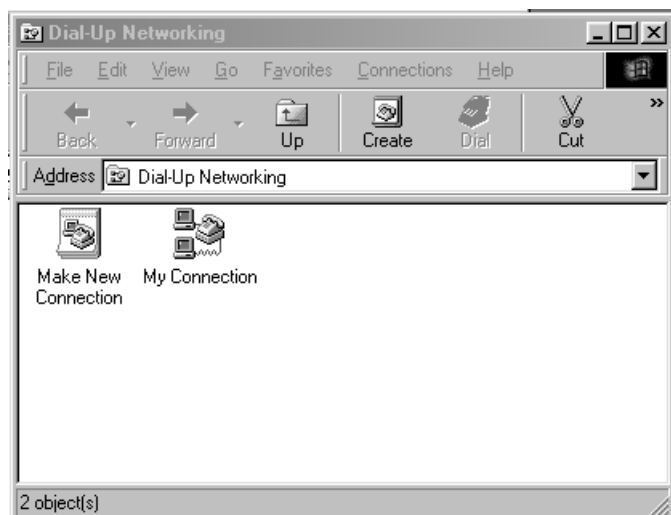 Dial-Up Networking
File Edit View Go Favorites Connections Help
Back Forward Up Create Dial Cut »
Address Dial-Up Networking
Make New Connection
My Connection
2 object(s)